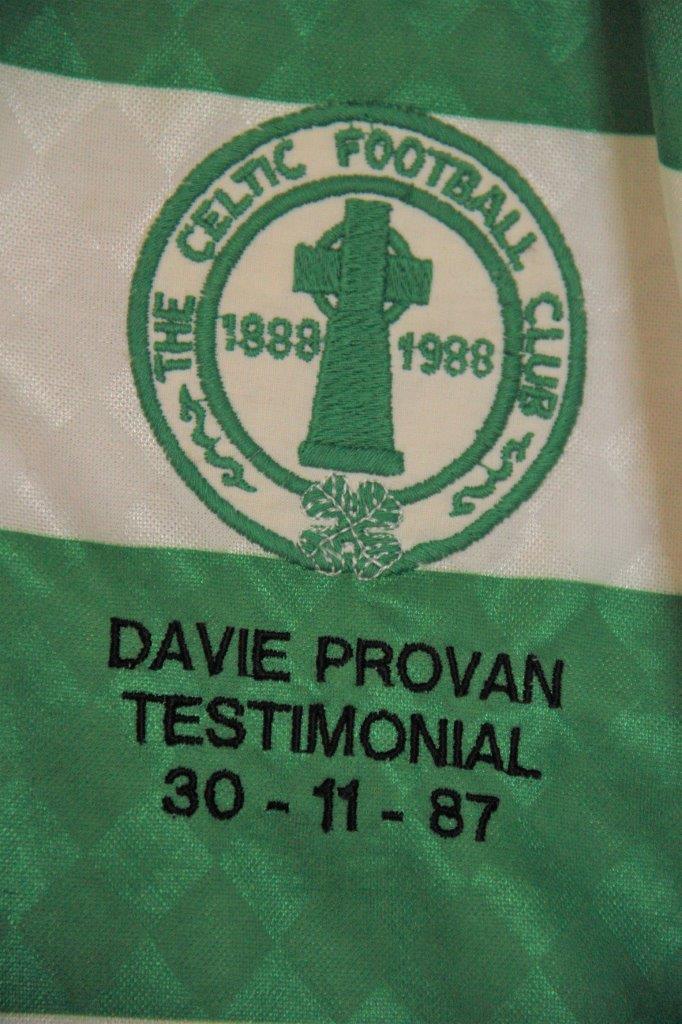 THE CELTIC FOOTBALL CLUB
1888 1988
DAVIE PROVAN
TESTIMONIAL
30 - 11 - 87